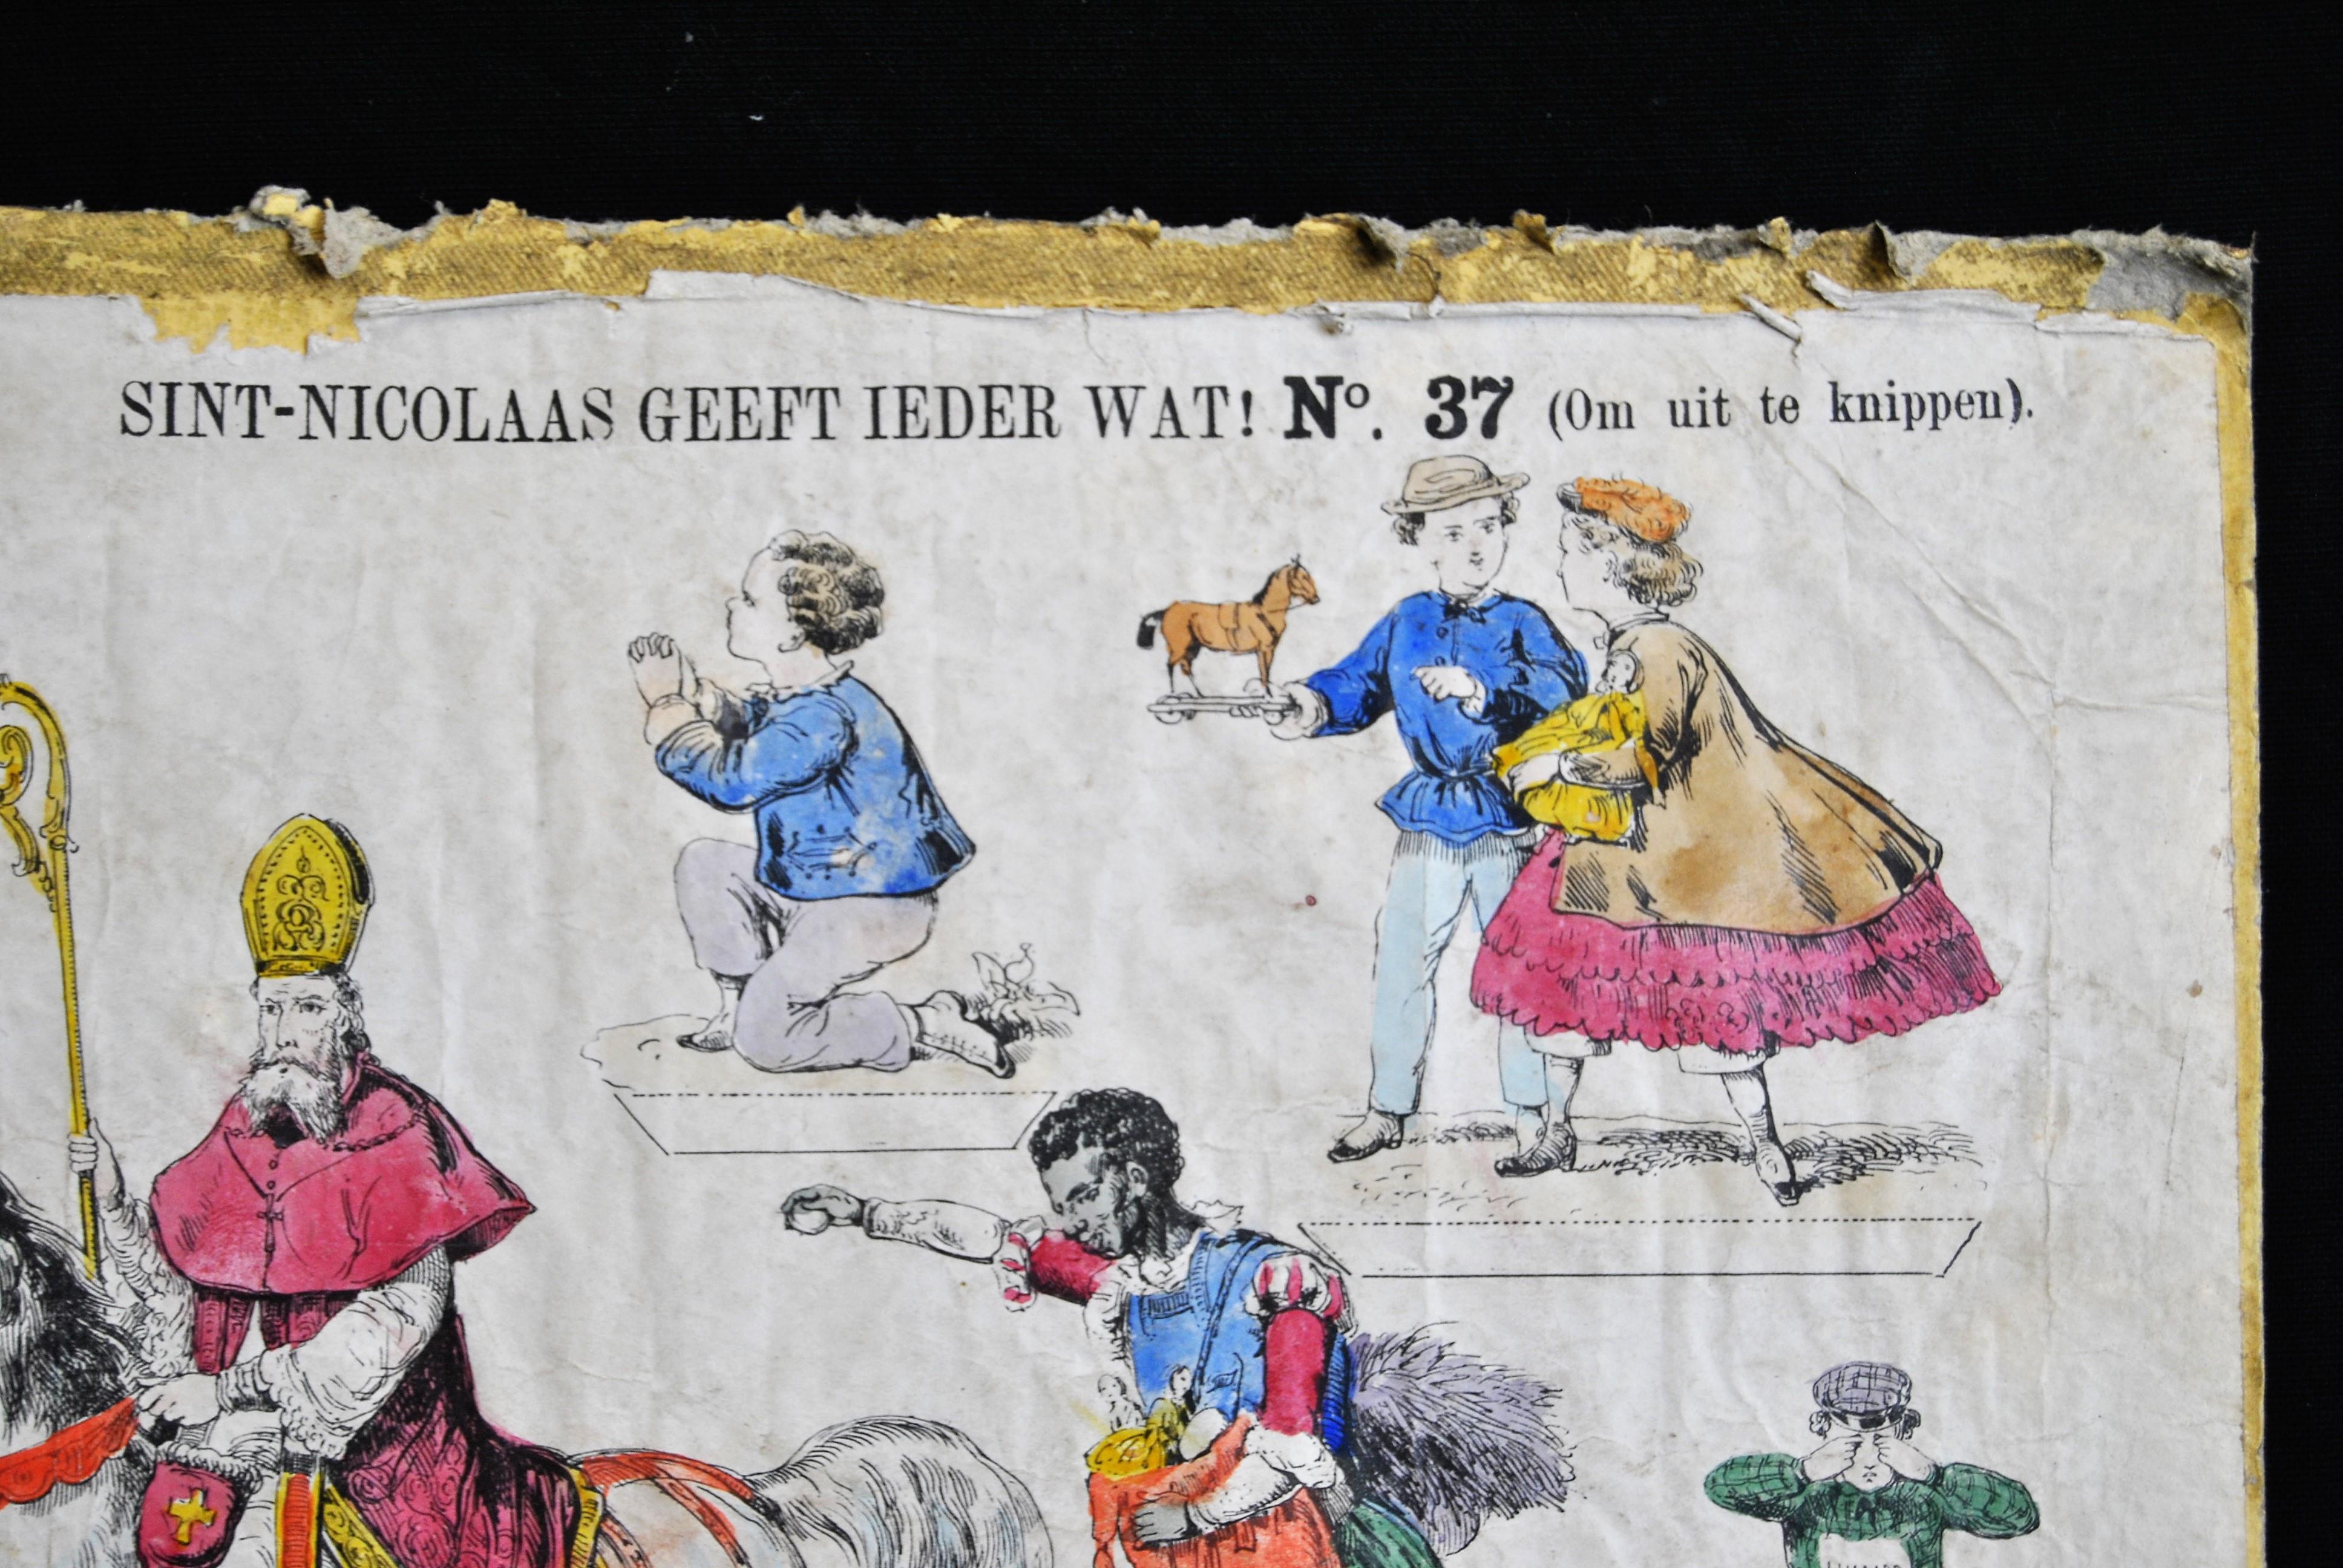 SINT-NICOLAAS GEEFT IEDER WAT! Nº. 37 (Om uit te knippen).